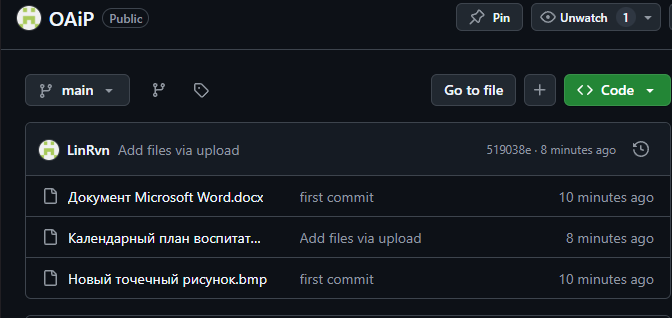 OAiP Public Pin Unwatch 1
main Go to file Code
LinRvn Add files via upload 519038e · 8 minutes ago
Документ Microsoft Word.docx first commit 10 minutes ago
Календарный план воспитат... Add files via upload 8 minutes ago
Новый точечный рисунок.bmp first commit 10 minutes ago